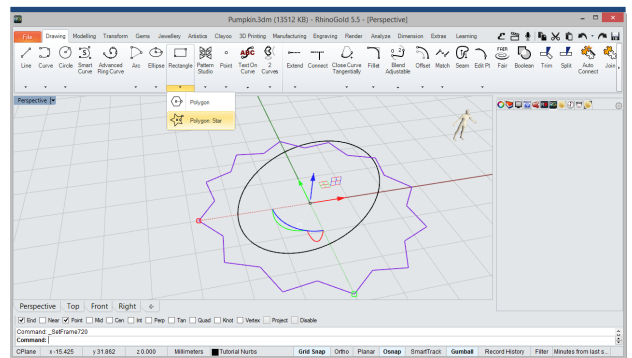 Pumpkin.3dm (13512 KB) - RhinoGold 5.5 - [Perspective]
File Drawing Modelling Transform Gems Jewellery Artistics Clayoo 3D Printing Manufacturing Engraving Render Analyze Dimension Extras Learning
Line Curve Circle Smart Curve Advanced Ring Curve Arc Ellipse Rectangle Pattern Studio Point Text On Curve 2 Curves Extend Connect Close Curve Tangentially Fillet Blend Adjustable Offset Match Seam Edit Pt Fair Boolean Trim Split Auto Connect Join
Perspective
Polygon
Polygon: Star
Perspective Top Front Right
End Near Point Mid Cen Int Perp Tan Quad Knot Vertex Project Disable
Command: _SetFrame720
Command:
CPlane x -15.425 y 31.862 z 0.000 Millimeters Tutorial Nurbs Grid Snap Ortho Planar Osnap SmartTrack Gumball Record History Filter Minutes from last s...